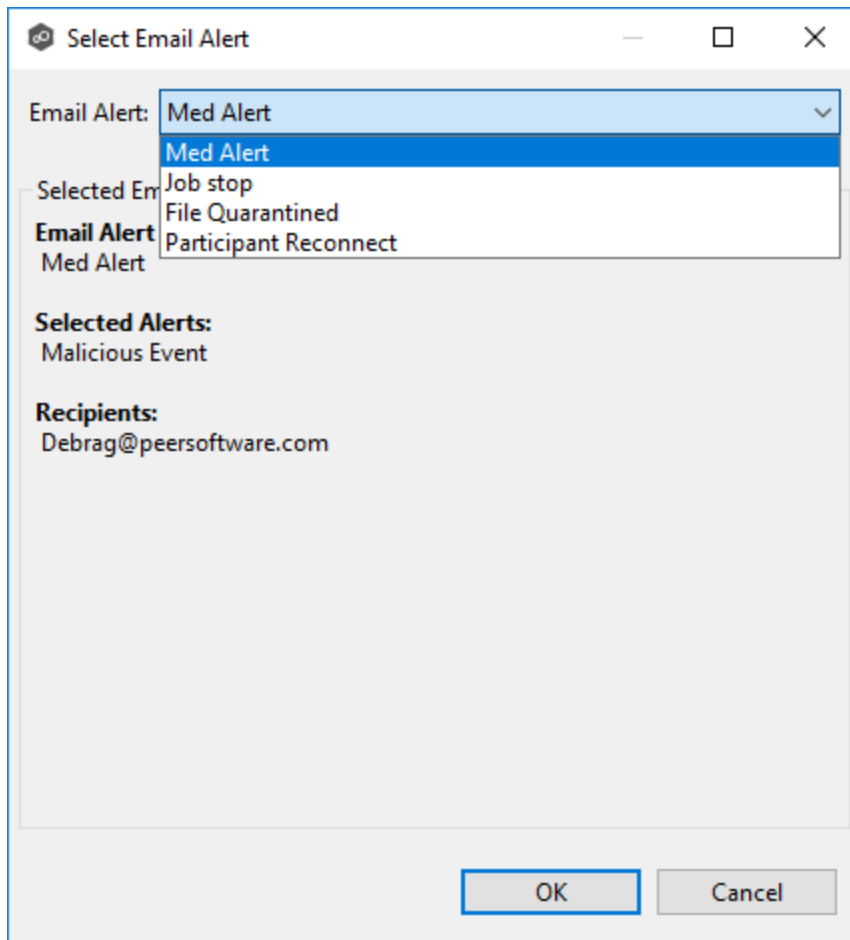 Select Email Alert
Email Alert: Med Alert
Med Alert
Job stop
File Quarantined
Participant Reconnect
Selected Em
Email Alert
Med Alert
Selected Alerts:
Malicious Event
Recipients:
Debrag@peersoftware.com
OK Cancel